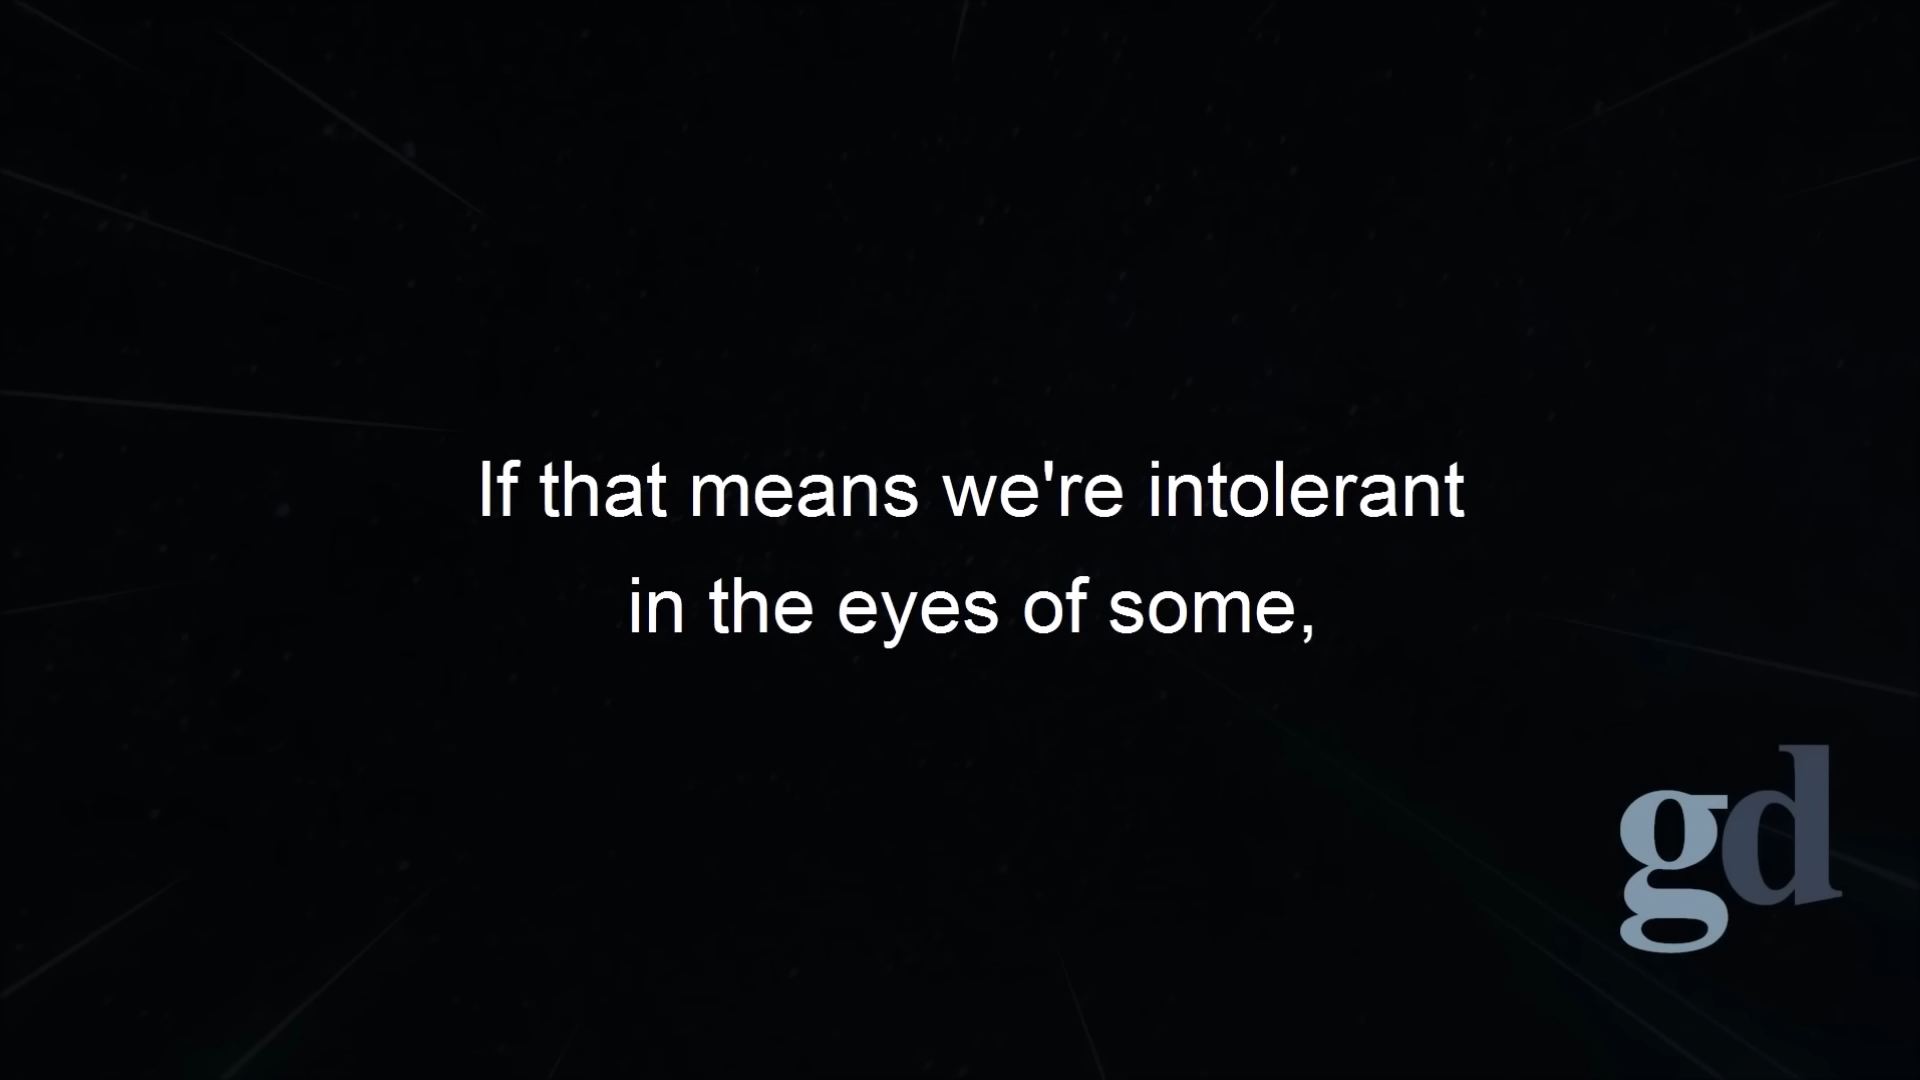 If that means we're intolerant
in the eyes of some,
gd